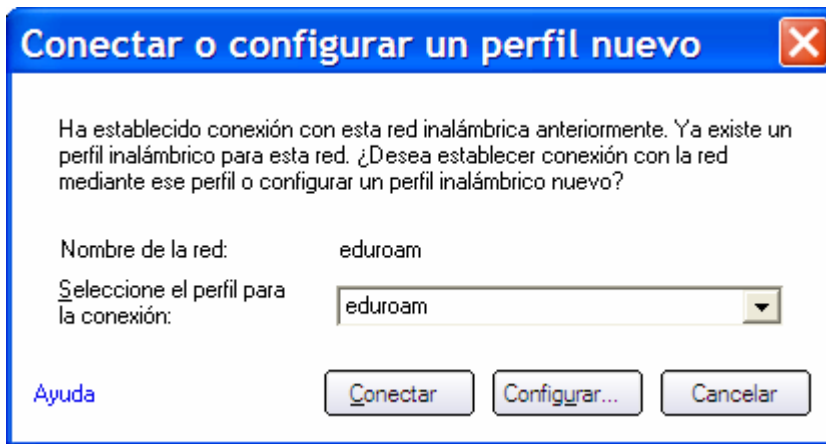 Conectar o configurar un perfil nuevo
Ha establecido conexión con esta red inalámbrica anteriormente. Ya existe un
perfil inalámbrico para esta red. ¿Desea establecer conexión con la red
mediante ese perfil o configurar un perfil inalámbrico nuevo?
Nombre de la red: eduroam
Seleccione el perfil para
la conexión: eduroam
Ayuda Conectar Configurar... Cancelar